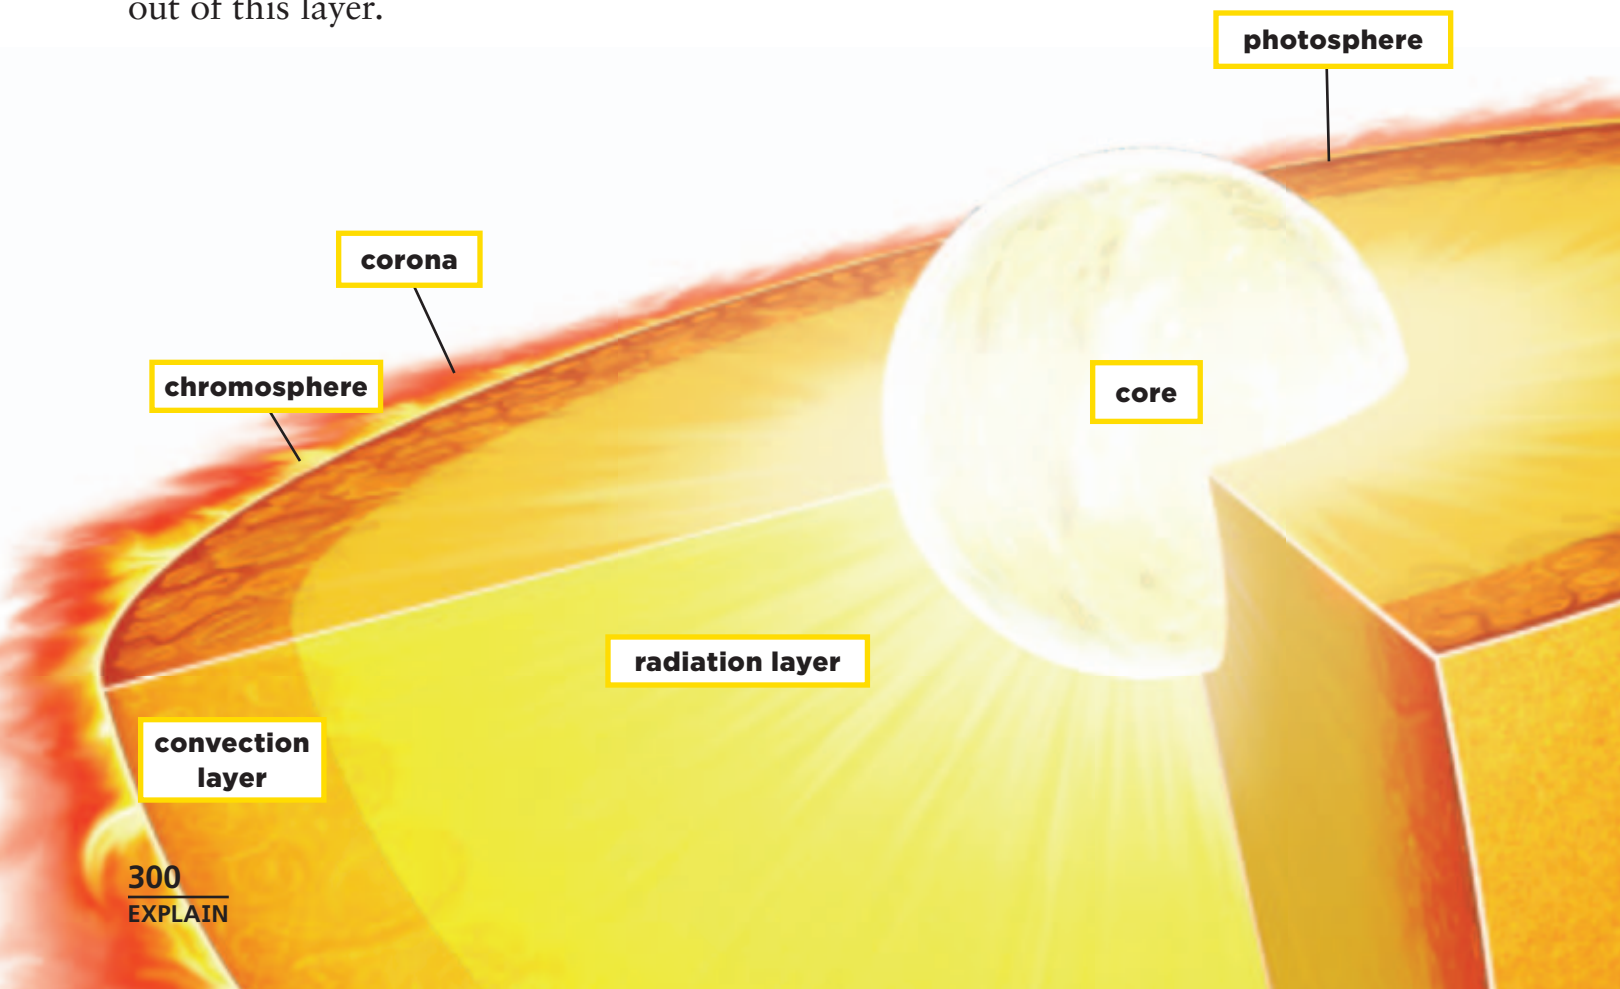 out of this layer.
photosphere
corona
chromosphere
core
radiation layer
convection
layer
300
EXPLAIN